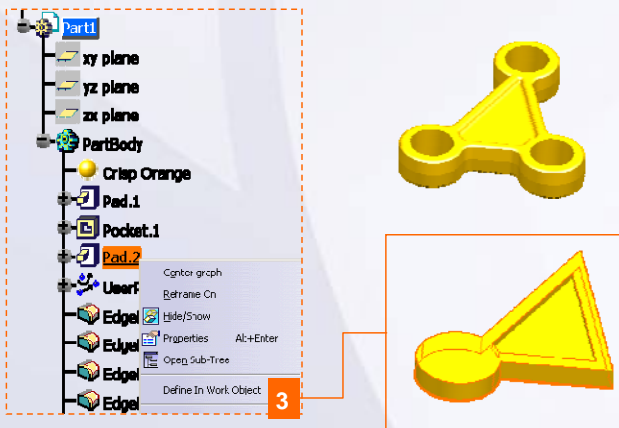 Part1
xy plane
yz plane
zx plane
PartBody
Crisp Orange
Pad.1
Pocket.1
Pad.2
Center graph
Reframe On
Hide/Show
Properties Alt+Enter
Open Sub-Tree
Define In Work Object
3